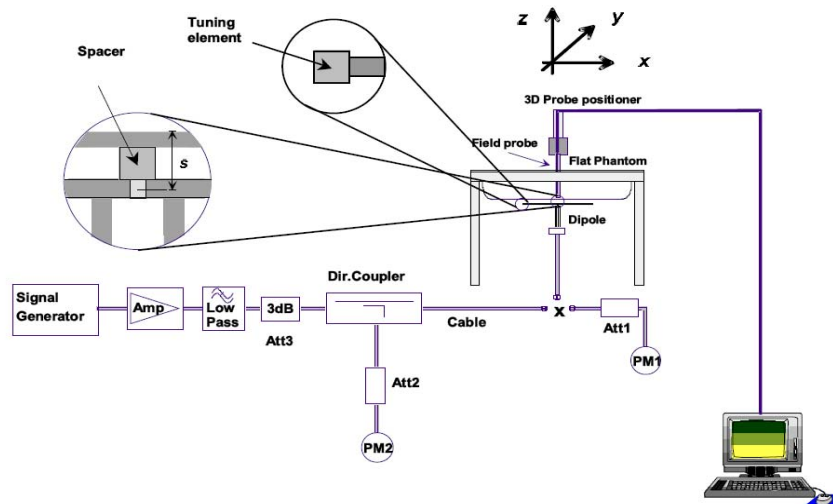 Tuning
element
Spacer
s
z
y
x
3D Probe positioner
Field probe
Flat Phantom
Dipole
Signal
Generator
Amp
Low
Pass
3dB
Att3
Dir.Coupler
Cable
x
Att1
PM1
Att2
PM2